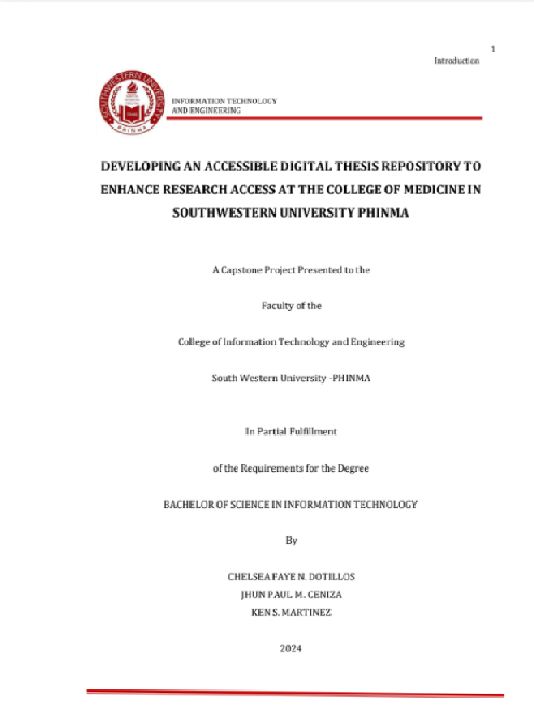 1
Introduction
SOUTHWESTERN UNIVERSITY
PHINMA
INFORMATION TECHNOLOGY
AND ENGINEERING
DEVELOPING AN ACCESSIBLE DIGITAL THESIS REPOSITORY TO
ENHANCE RESEARCH ACCESS AT THE COLLEGE OF MEDICINE IN
SOUTHWESTERN UNIVERSITY PHINMA
A Capstone Project Presented to the
Faculty of the
College of Information Technology and Engineering
South Western University -PHINMA
In Partial Fulfillment
of the Requirements for the Degree
BACHELOR OF SCIENCE IN INFORMATION TECHNOLOGY
By
CHELSEA FAYE N. DOTILLOS
JHUN PAUL M. CENIZA
KEN S. MARTINEZ
2024